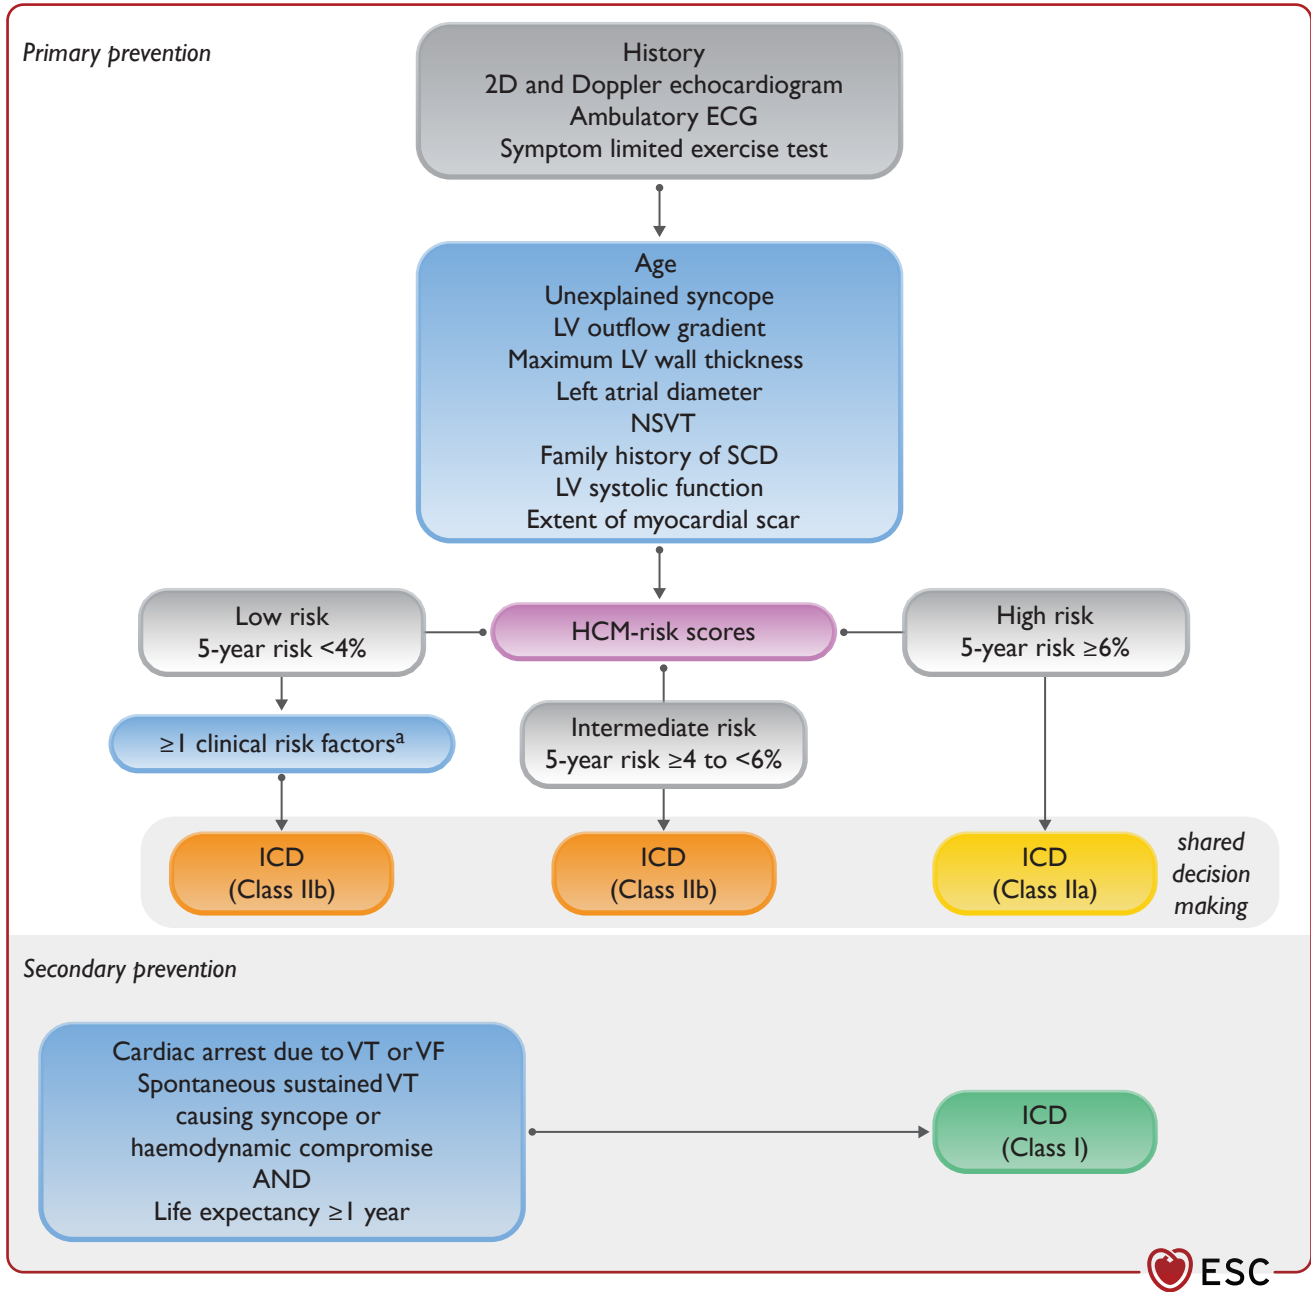 Primary prevention
History
2D and Doppler echocardiogram
Ambulatory ECG
Symptom limited exercise test
Age
Unexplained syncope
LV outflow gradient
Maximum LV wall thickness
Left atrial diameter
NSVT
Family history of SCD
LV systolic function
Extent of myocardial scar
Low risk
5-year risk <4%
HCM-risk scores
High risk
5-year risk ≥6%
≥1 clinical risk factorsᵃ
Intermediate risk
5-year risk ≥4 to <6%
ICD
(Class IIb)
ICD
(Class IIb)
ICD
(Class IIa)
shared
decision
making
Secondary prevention
Cardiac arrest due to VT or VF
Spontaneous sustained VT
causing syncope or
haemodynamic compromise
AND
Life expectancy ≥1 year
ICD
(Class I)
ESC